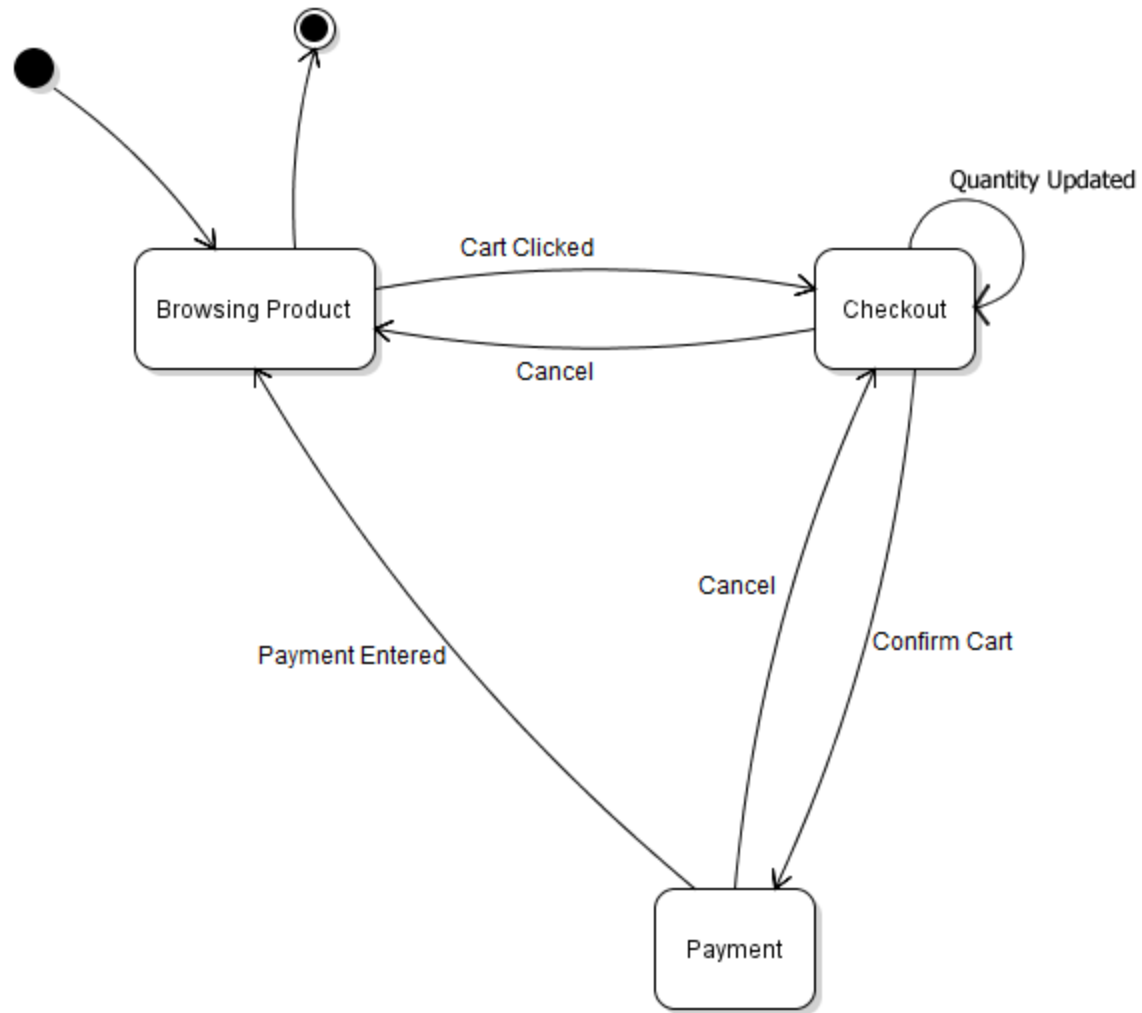 Quantity Updated
Cart Clicked
Browsing Product
Checkout
Cancel
Cancel
Confirm Cart
Payment Entered
Payment